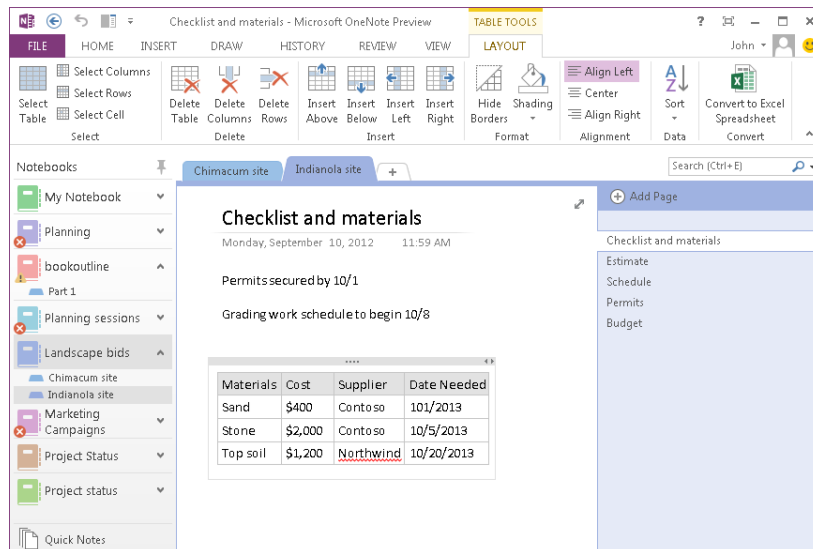 Checklist and materials - Microsoft OneNote Preview
TABLE TOOLS
?
FILE HOME INSERT DRAW HISTORY REVIEW VIEW LAYOUT
John
Select Table
Select Columns
Select Rows
Select Cell
Select
Delete Table
Delete Columns
Delete Rows
Delete
Insert Above
Insert Below
Insert Left
Insert Right
Insert
Hide Borders
Shading
Format
Align Left
Center
Align Right
Alignment
A
Z
Sort
Data
Convert to Excel Spreadsheet
Convert
Notebooks
My Notebook
Planning
bookoutline
Part 1
Planning sessions
Landscape bids
Chimacum site
Indianola site
Marketing
Campaigns
Project Status
Project status
Quick Notes
Chimacum site
Indianola site
+
Search (Ctrl+E)
Checklist and materials
Monday, September 10, 2012 11:59 AM
Permits secured by 10/1
Grading work schedule to begin 10/8
Materials Cost Supplier Date Needed
Sand $400 Contoso 101/2013
Stone $2,000 Contoso 10/5/2013
Top soil $1,200 Northwind 10/20/2013
Add Page
Checklist and materials
Estimate
Schedule
Permits
Budget